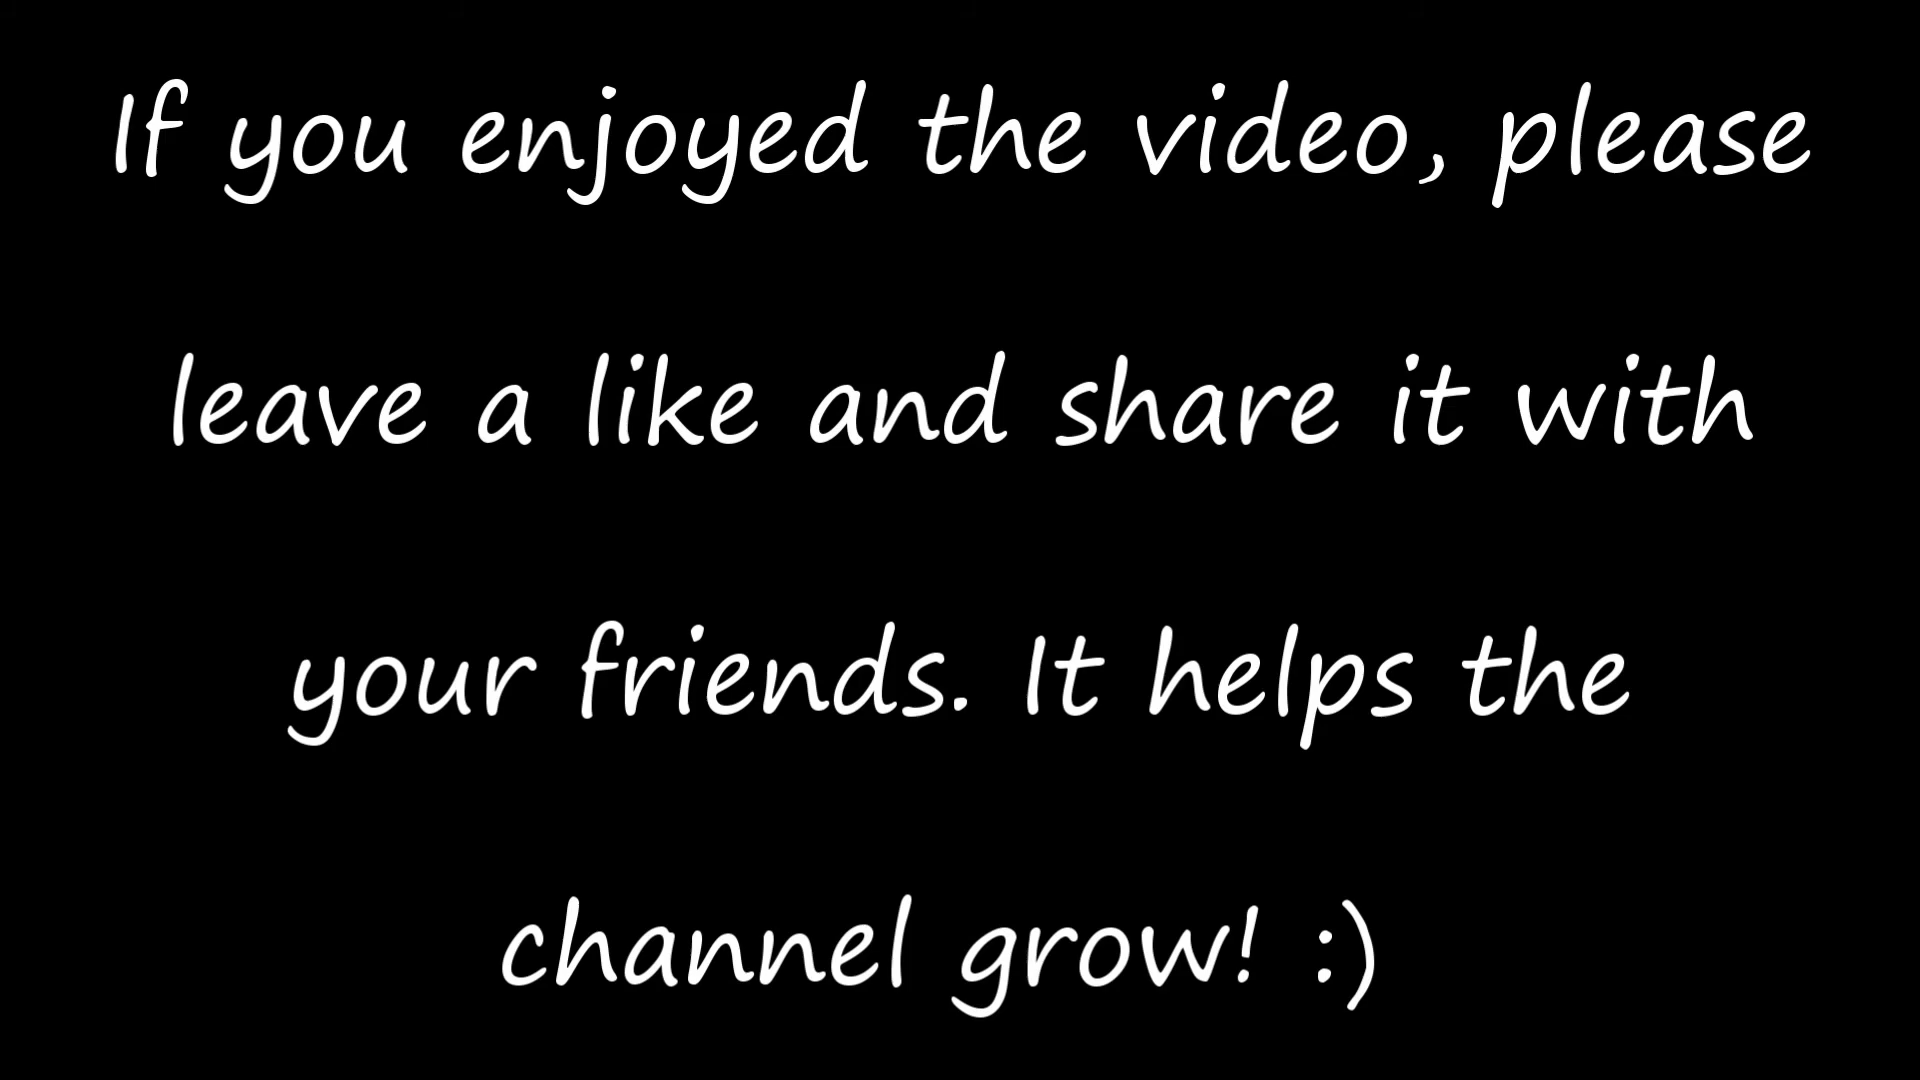 If you enjoyed the video, please
leave a like and share it with
your friends. It helps the
channel grow! :)